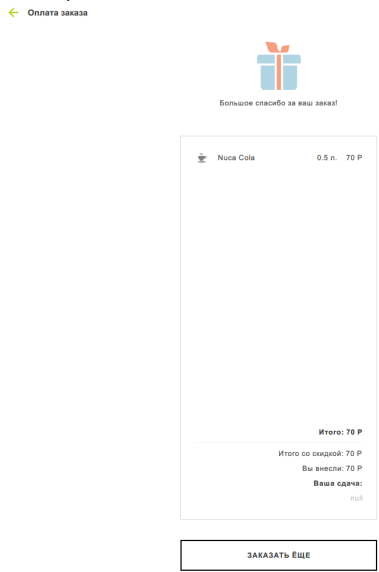 Оплата заказа
Большое спасибо за ваш заказ!
Nuca Cola 0.5 л. 70 Р
Итого: 70 Р
Итого со скидкой: 70 Р
Вы внесли: 70 Р
Ваша сдача:
null
ЗАКАЗАТЬ ЁЩЕ